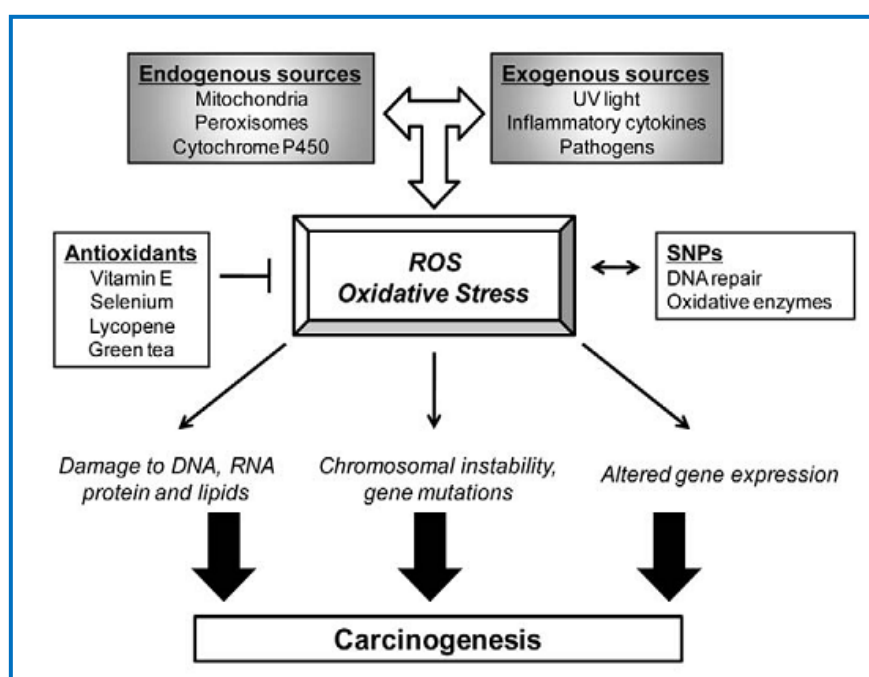 Endogenous sources
Mitochondria
Peroxisomes
Cytochrome P450
Exogenous sources
UV light
Inflammatory cytokines
Pathogens
Antioxidants
Vitamin E
Selenium
Lycopene
Green tea
ROS
Oxidative Stress
SNPs
DNA repair
Oxidative enzymes
Damage to DNA, RNA
protein and lipids
Chromosomal instability,
gene mutations
Altered gene expression
Carcinogenesis